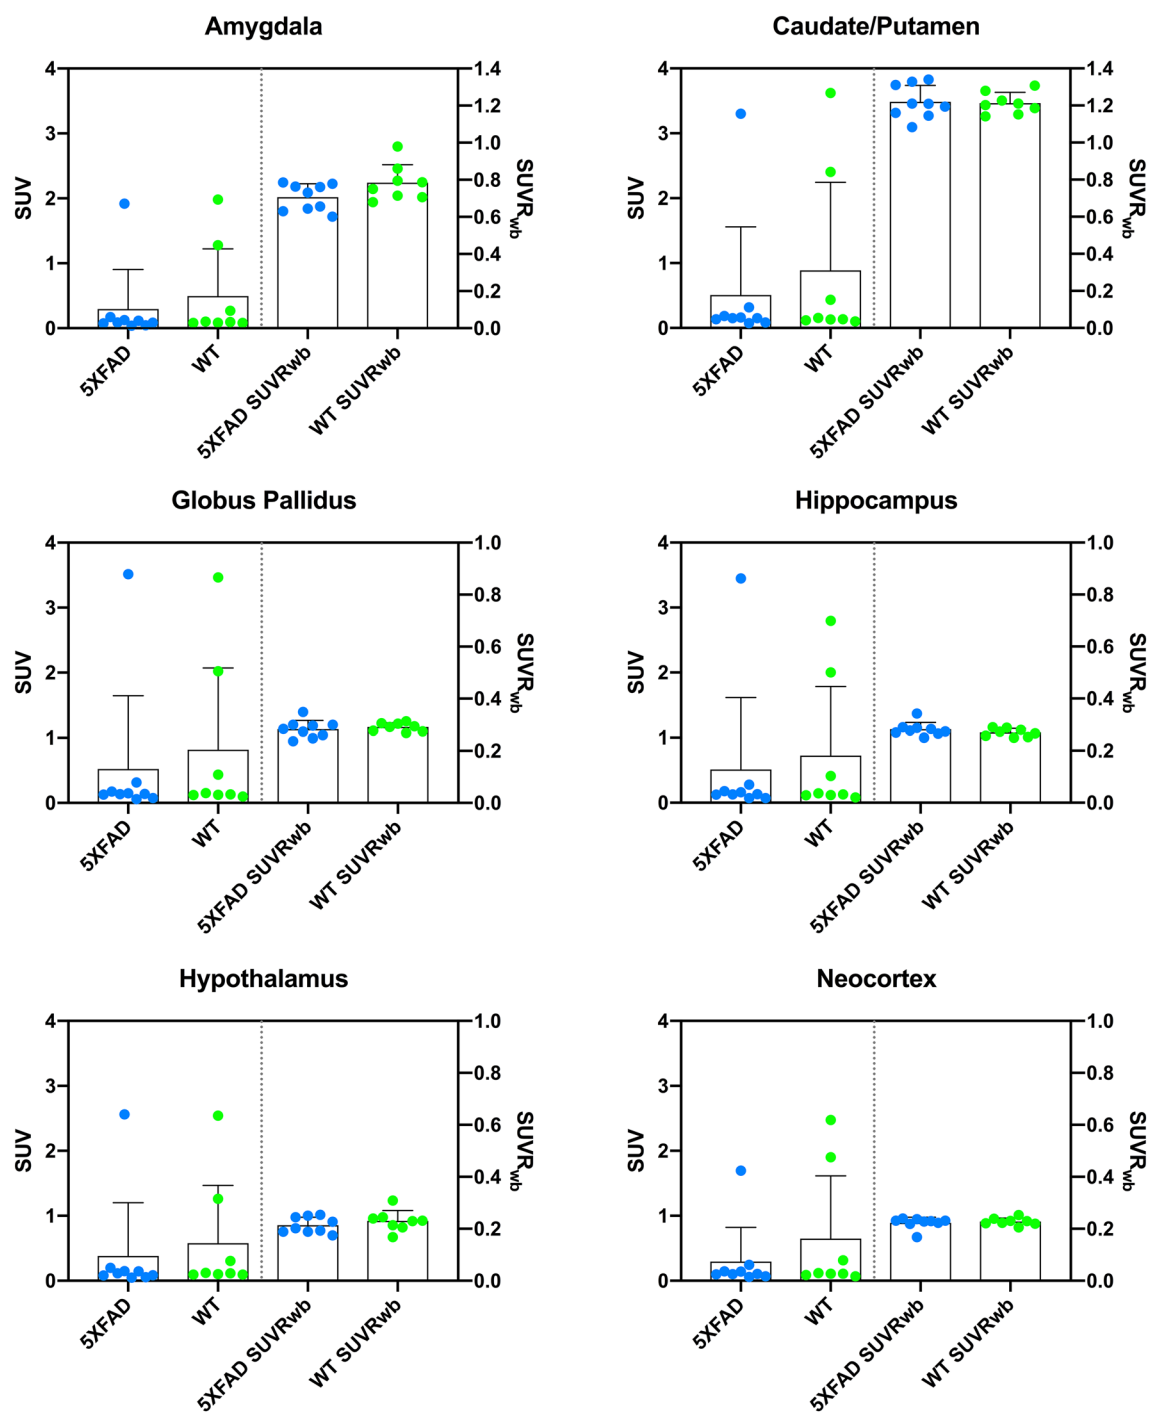 Amygdala
4
3
2
1
0
SUV
1.4
1.2
1.0
0.8
0.6
0.4
0.2
0.0
SUVRwb
5XFAD
WT
5XFAD SUVRwb
WT SUVRwb
Caudate/Putamen
4
3
2
1
0
SUV
1.4
1.2
1.0
0.8
0.6
0.4
0.2
0.0
SUVRwb
5XFAD
WT
5XFAD SUVRwb
WT SUVRwb
Globus Pallidus
4
3
2
1
0
SUV
1.0
0.8
0.6
0.4
0.2
0.0
SUVRwb
5XFAD
WT
5XFAD SUVRwb
WT SUVRwb
Hippocampus
4
3
2
1
0
SUV
1.0
0.8
0.6
0.4
0.2
0.0
SUVRwb
5XFAD
WT
5XFAD SUVRwb
WT SUVRwb
Hypothalamus
4
3
2
1
0
SUV
1.0
0.8
0.6
0.4
0.2
0.0
SUVRwb
5XFAD
WT
5XFAD SUVRwb
WT SUVRwb
Neocortex
4
3
2
1
0
SUV
1.0
0.8
0.6
0.4
0.2
0.0
SUVRwb
5XFAD
WT
5XFAD SUVRwb
WT SUVRwb